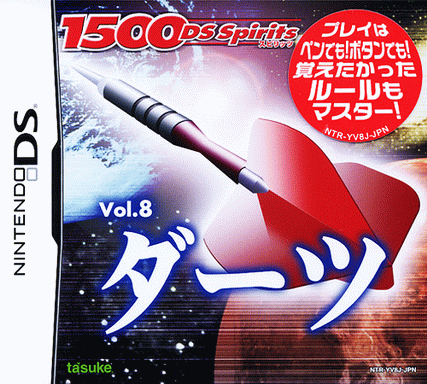 1500 DS Spirits
スピリッツ
プレイは
ペンでも!ボタンでも!
覚えたかった
ルールも
マスター!
NTR-YV8J-JPN
NINTENDO DS
TM
Vol.8
ダーツ
tasuke
NTR-YV8J-JPN